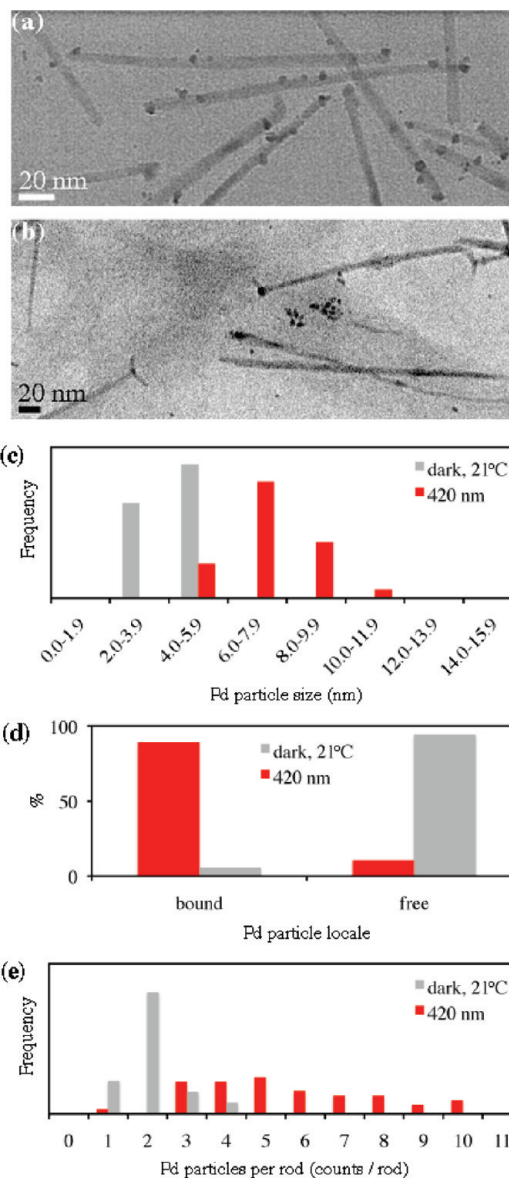 (a)
20 nm
(b)
20 nm
(c)
Frequency
dark, 21°C
420 nm
0.0-1.9
2.0-3.9
4.0-5.9
6.0-7.9
8.0-9.9
10.0-11.9
12.0-13.9
14.0-15.9
Pd particle size (nm)
(d)
100
50
0
%
dark, 21°C
420 nm
bound free
Pd particle locale
(e)
Frequency
dark, 21°C
420 nm
0 1 2 3 4 5 6 7 8 9 10 11
Pd particles per rod (counts / rod)